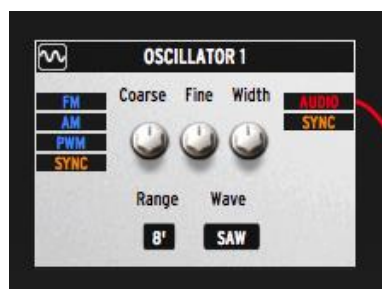 OSCILLATOR 1
Coarse Fine Width
FM
AM
PWM
SYNC
AUDIO
SYNC
Range Wave
8' SAW